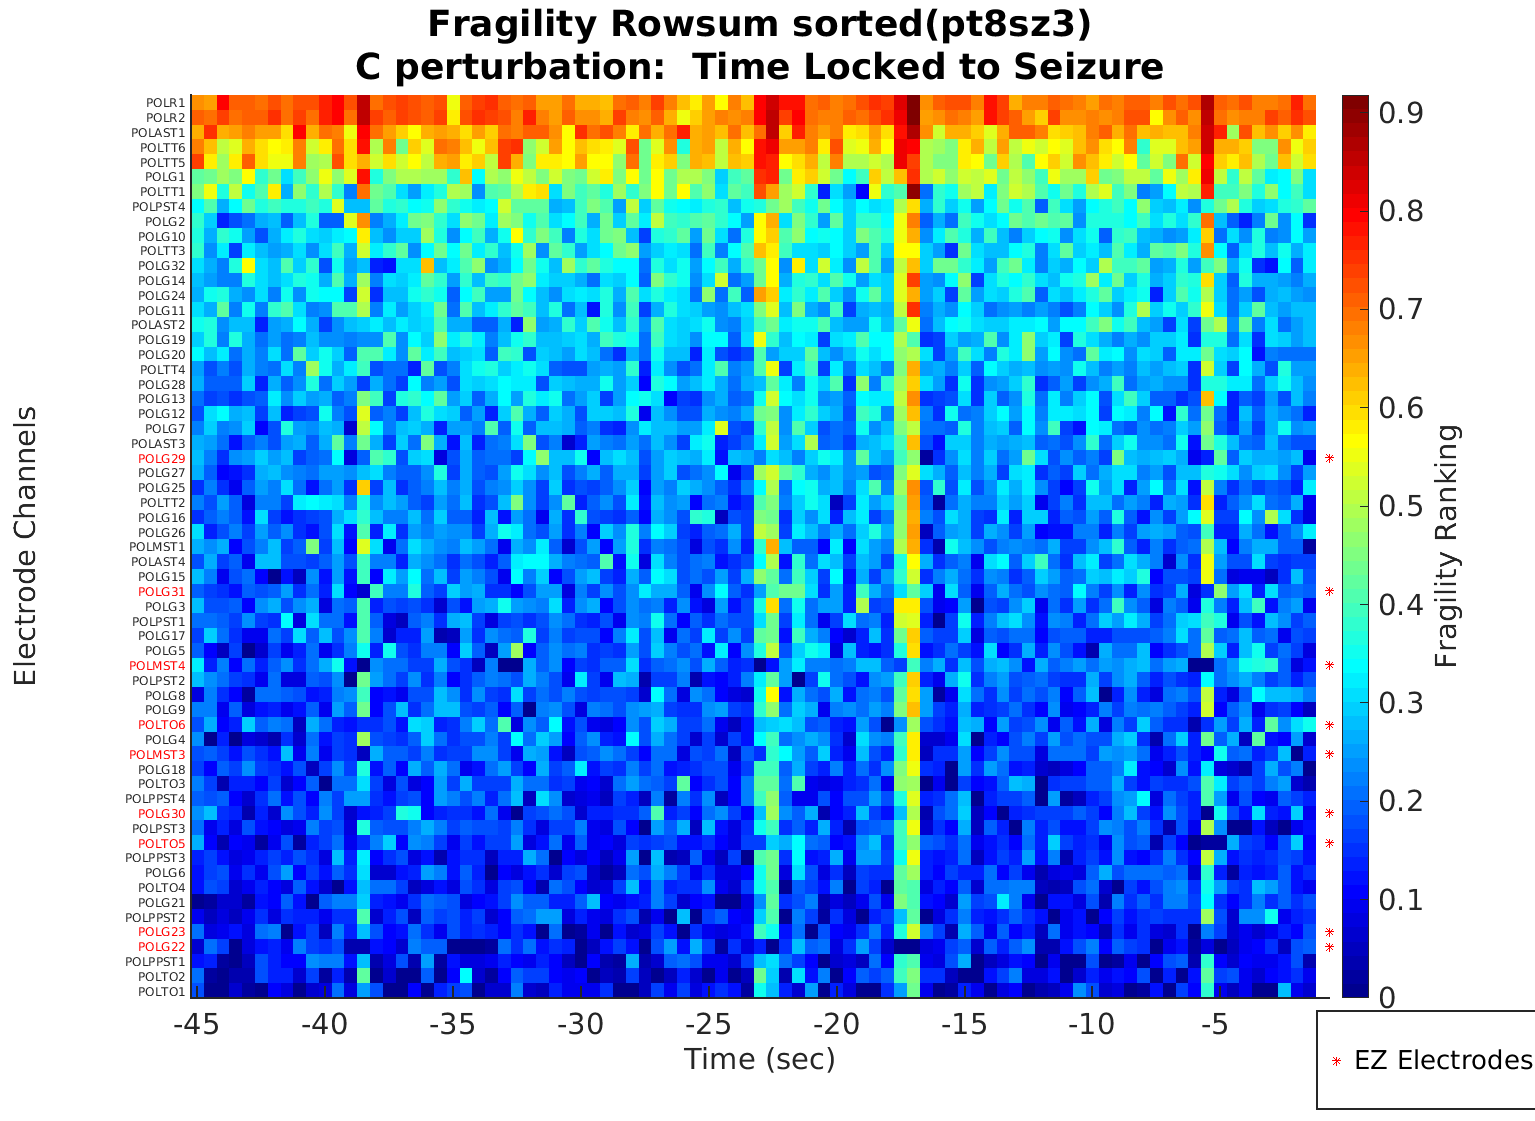 Fragility Rowsum sorted(pt8sz3)
C perturbation:  Time Locked to Seizure
Electrode Channels
POLR1
POLR2
POLAST1
POLTT6
POLTT5
POLG1
POLTT1
POLPST4
POLG2
POLG10
POLTT3
POLG32
POLG14
POLG24
POLG11
POLAST2
POLG19
POLG20
POLTT4
POLG28
POLG13
POLG12
POLG7
POLAST3
POLG29
POLG27
POLG25
POLTT2
POLG16
POLG26
POLMST1
POLAST4
POLG15
POLG31
POLG3
POLPST1
POLG17
POLG5
POLMST4
POLPST2
POLG8
POLG9
POLTO6
POLG4
POLMST3
POLG18
POLTO3
POLPPST4
POLG30
POLPST3
POLTO5
POLPPST3
POLG6
POLTO4
POLG21
POLPPST2
POLG23
POLG22
POLPPST1
POLTO2
POLTO1
-45 -40 -35 -30 -25 -20 -15 -10 -5
Time (sec)
0.9
0.8
0.7
0.6
0.5
0.4
0.3
0.2
0.1
0
Fragility Ranking
EZ Electrodes